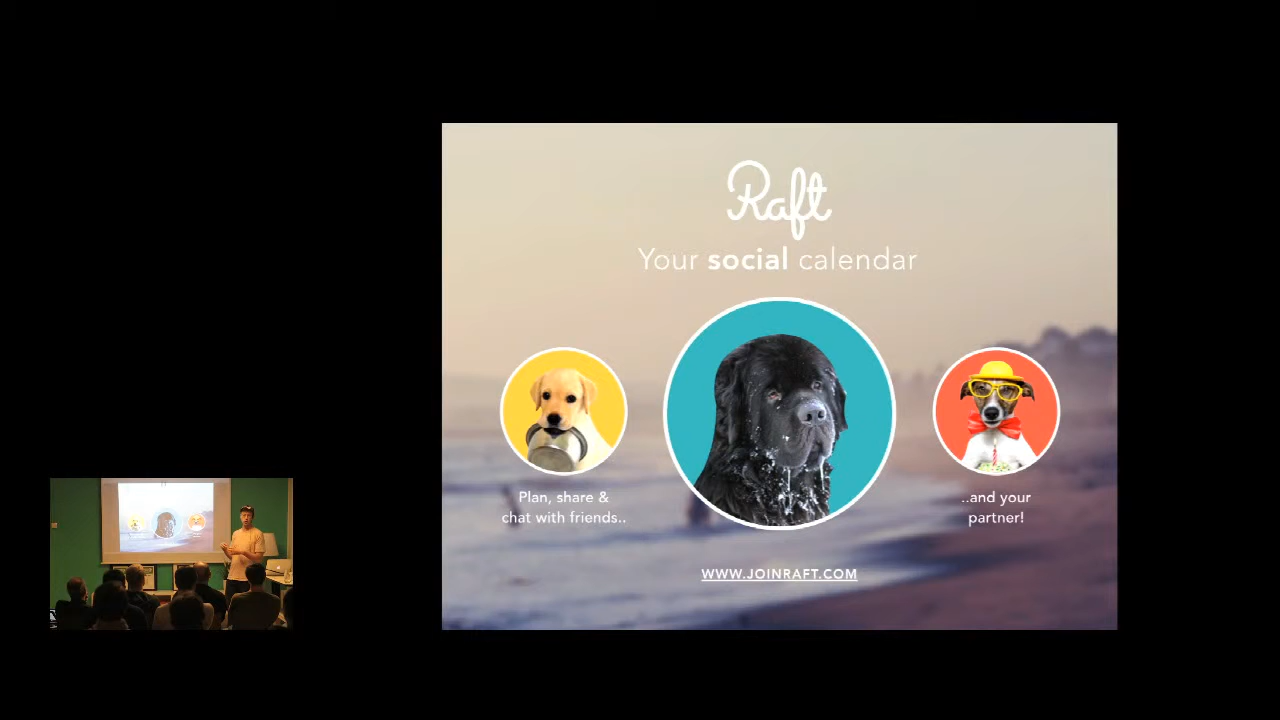 Raft
Your social calendar
Plan, share &
chat with friends..
..and your
partner!
WWW.JOINRAFT.COM